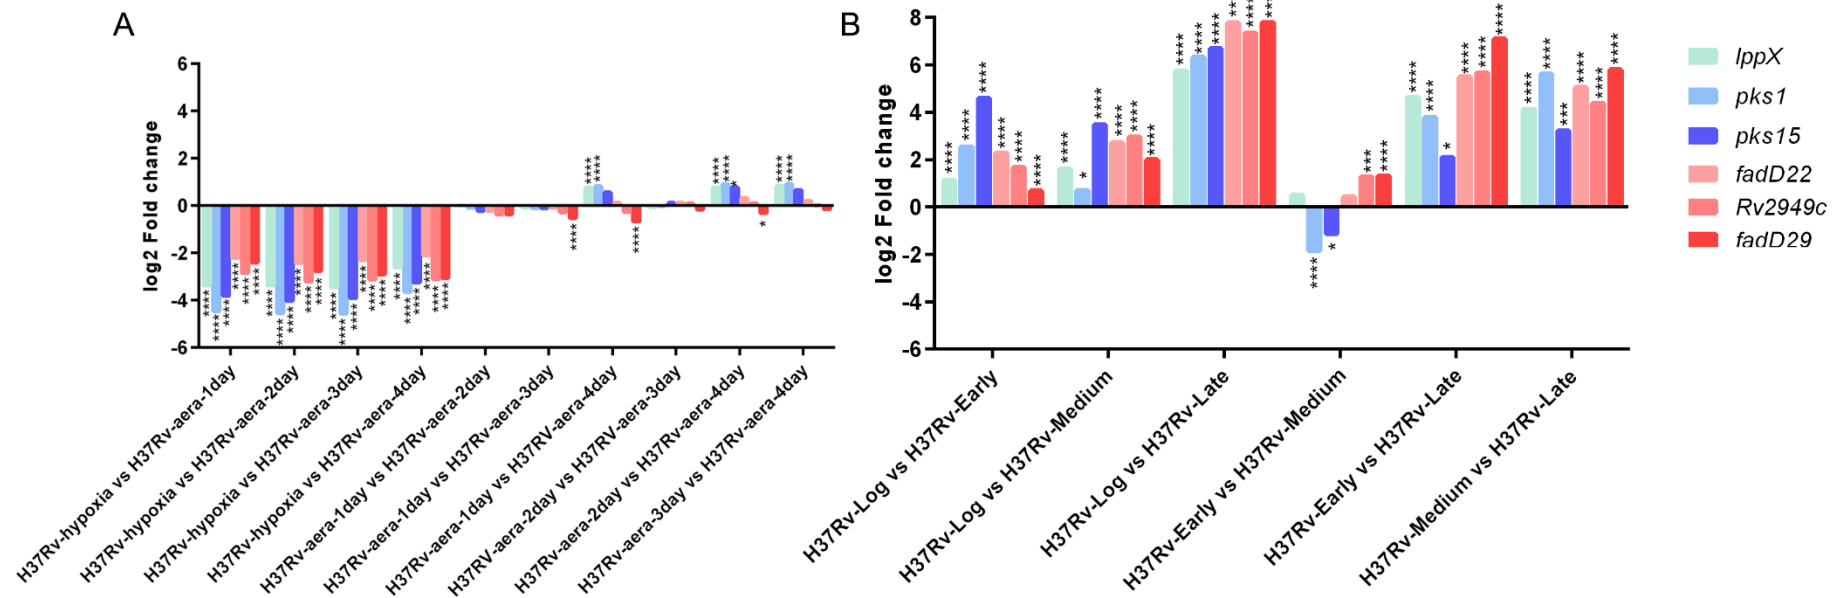 A
B
log2 Fold change
6
4
2
0
-2
-4
-6
H37Rv-hypoxia vs H37Rv-aera-1day
H37Rv-hypoxia vs H37Rv-aera-2day
H37Rv-hypoxia vs H37Rv-aera-3day
H37Rv-hypoxia vs H37Rv-aera-4day
H37Rv-aera-1day vs H37Rv-aera-2day
H37Rv-aera-1day vs H37Rv-aera-3day
H37Rv-aera-1day vs H37Rv-aera-4day
H37Rv-aera-2day vs H37Rv-aera-3day
H37Rv-aera-2day vs H37Rv-aera-4day
H37Rv-aera-3day vs H37Rv-aera-4day
log2 Fold change
8
6
4
2
0
-2
-4
-6
H37Rv-Log vs H37Rv-Early
H37Rv-Log vs H37Rv-Medium
H37Rv-Log vs H37Rv-Late
H37Rv-Early vs H37Rv-Medium
H37Rv-Early vs H37Rv-Late
H37Rv-Medium vs H37Rv-Late
lppX
pks1
pks15
fadD22
Rv2949c
fadD29